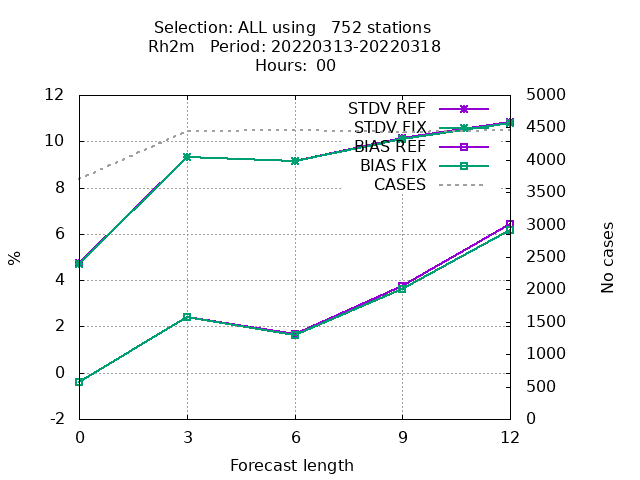 Selection: ALL using   752 stations
Rh2m   Period: 20220313-20220318
Hours: 00
STDV REF
STDV FIX
BIAS REF
BIAS FIX
CASES
12
10
8
6
4
2
0
-2
%
5000
4500
4000
3500
3000
2500
2000
1500
1000
500
0
No cases
0 3 6 9 12
Forecast length